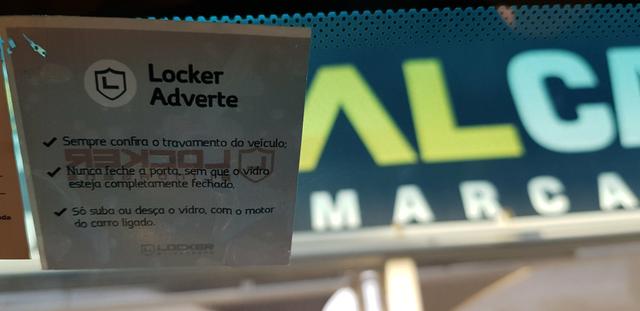 Locker
Adverte
Sempre confira o travamento do veículo;
Nunca feche a porta, sem que o vidro
esteja completamente fechado.
Só suba ou desça o vidro, com o motor
do carro ligado.
LOCKER
LOCKER
ALC
MARCA